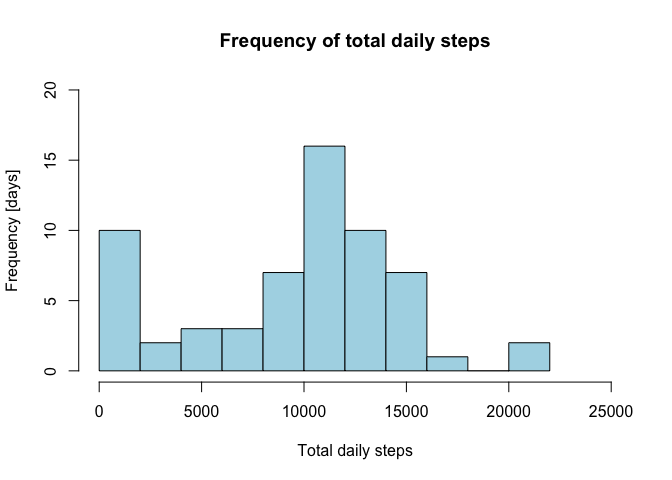 Frequency of total daily steps
Frequency [days]
20
15
10
5
0
0 5000 10000 15000 20000 25000
Total daily steps